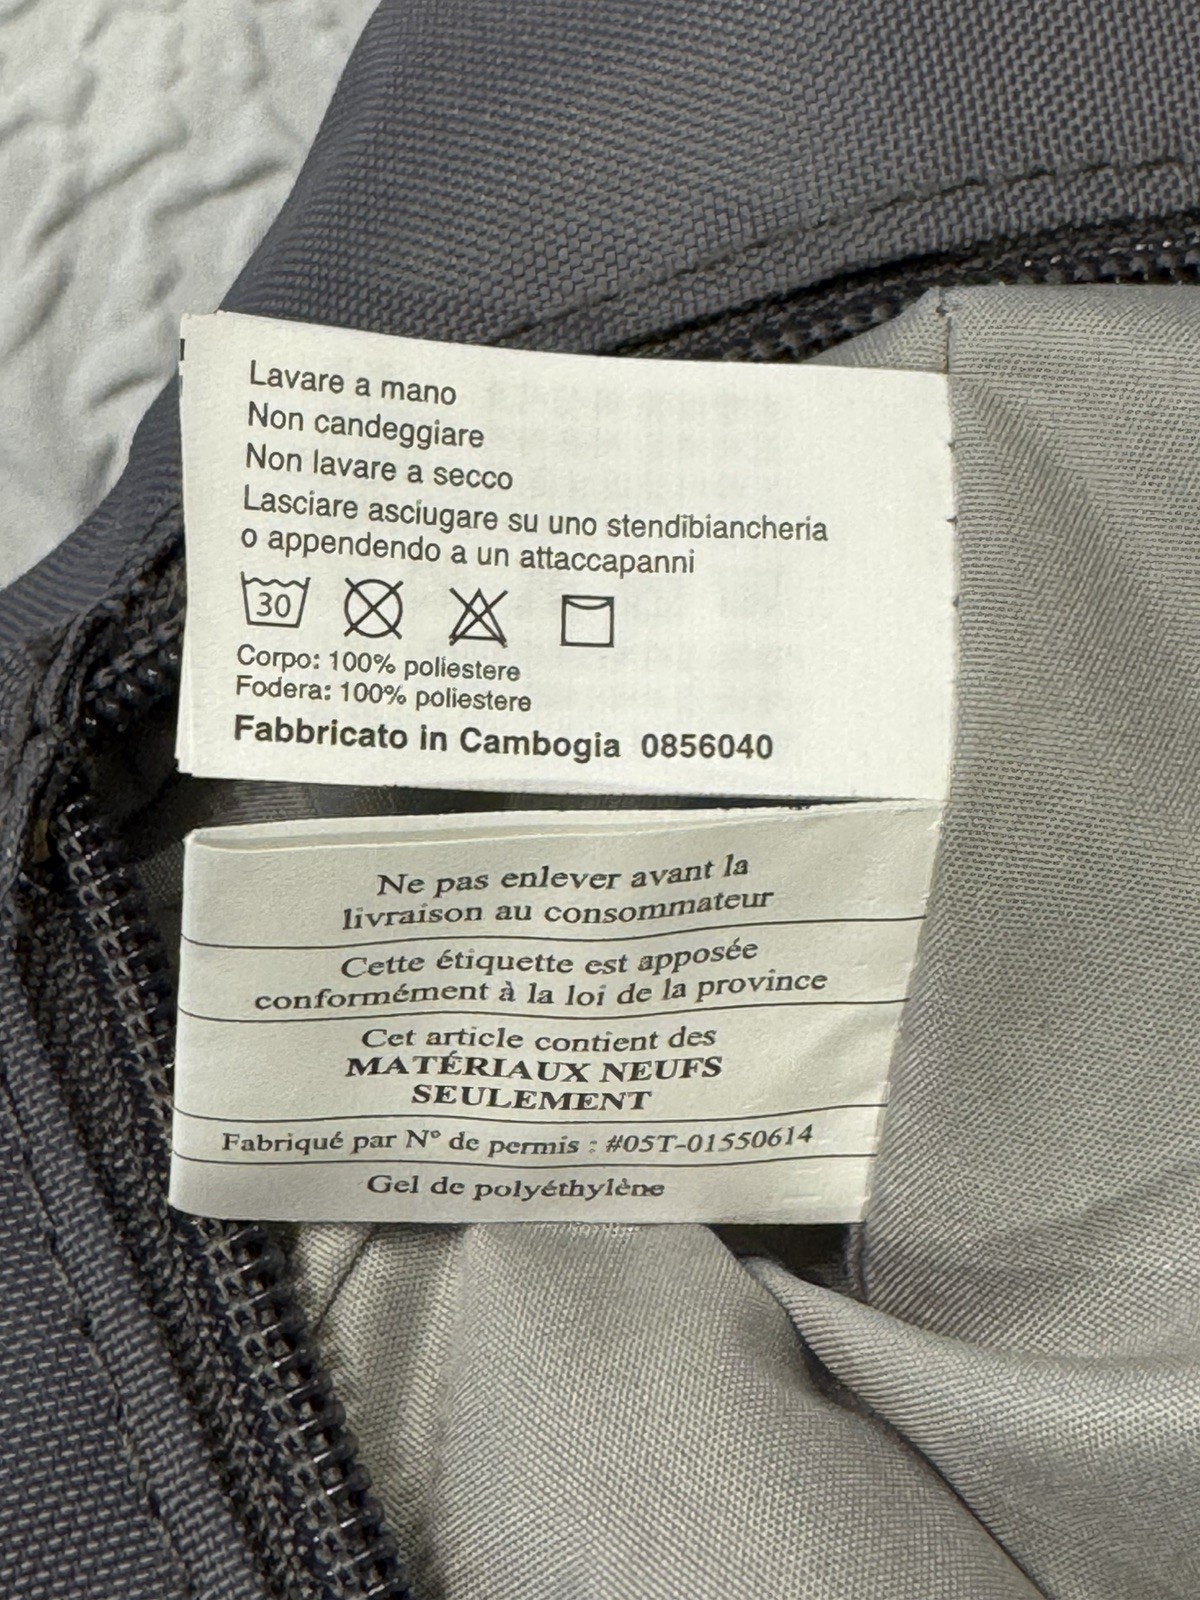 Lavare a mano
Non candeggiare
Non lavare a secco
Lasciare asciugare su uno stendibiancheria
o appendendo a un attaccapanni
30
Corpo: 100% poliestere
Fodera: 100% poliestere
Fabbricato in Cambogia 0856040
Ne pas enlever avant la
livraison au consommateur
Cette étiquette est apposée
conformément à la loi de la province
Cet article contient des
MATÉRIAUX NEUFS
SEULEMENT
Fabriqué par N° de permis : #05T-01550614
Gel de polyéthylène